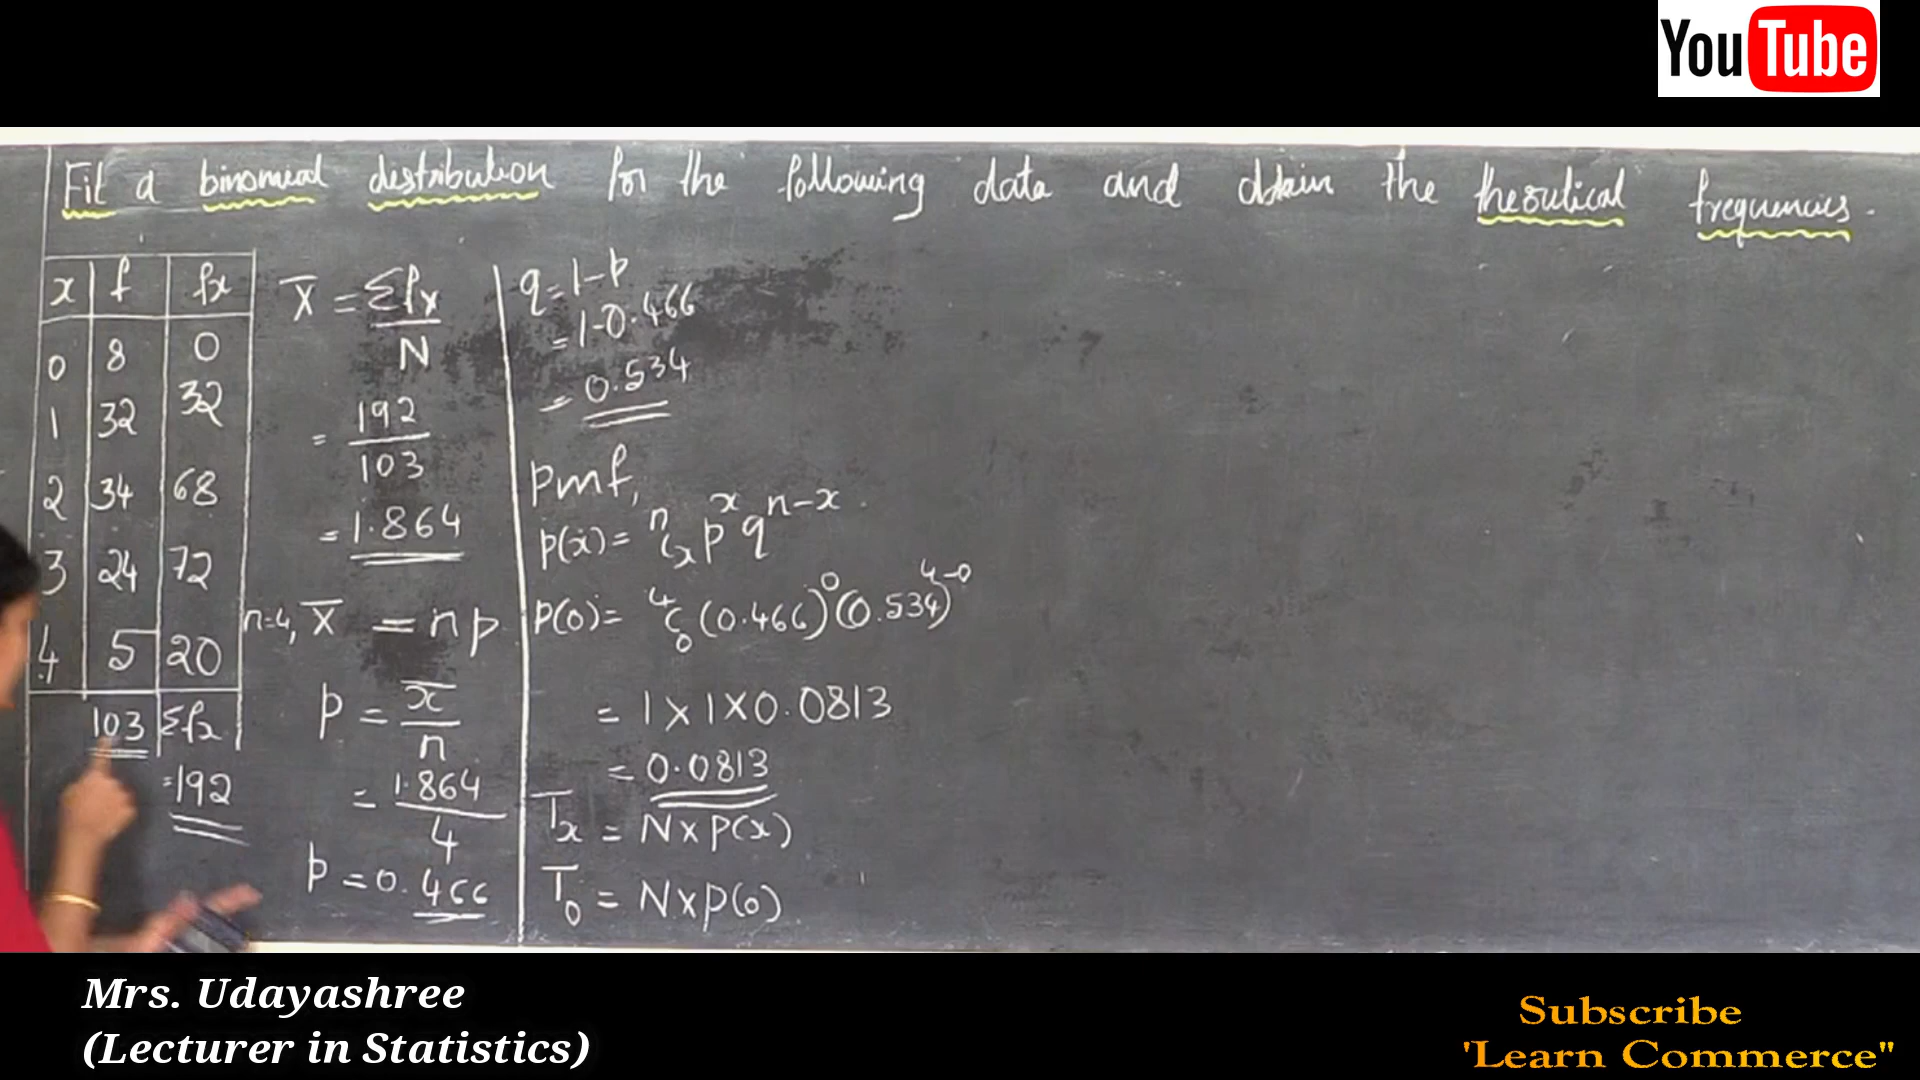 YouTube
Fit a binomial distribution for the following data and obtain the theoritical frequencies.
x f fx
0 8 0
1 32 32
2 34 68
3 24 72
4 5 20
103 Σfx
=192
X̅ = Σfx / N
= 192 / 103
= 1.864
n=4, X̅ = np
p = x̅ / n
= 1.864 / 4
p = 0.466
q = 1-p
= 1-0.466
= 0.534
pmf,
p(x) = ⁿCₓ pˣ qⁿ⁻ˣ
p(0) = ⁴C₀ (0.466)⁰ (0.534)⁴⁻⁰
= 1 × 1 × 0.0813
= 0.0813
Tₓ = N × p(x)
T₀ = N × p(0)
Mrs. Udayashree
(Lecturer in Statistics)
Subscribe
'Learn Commerce"